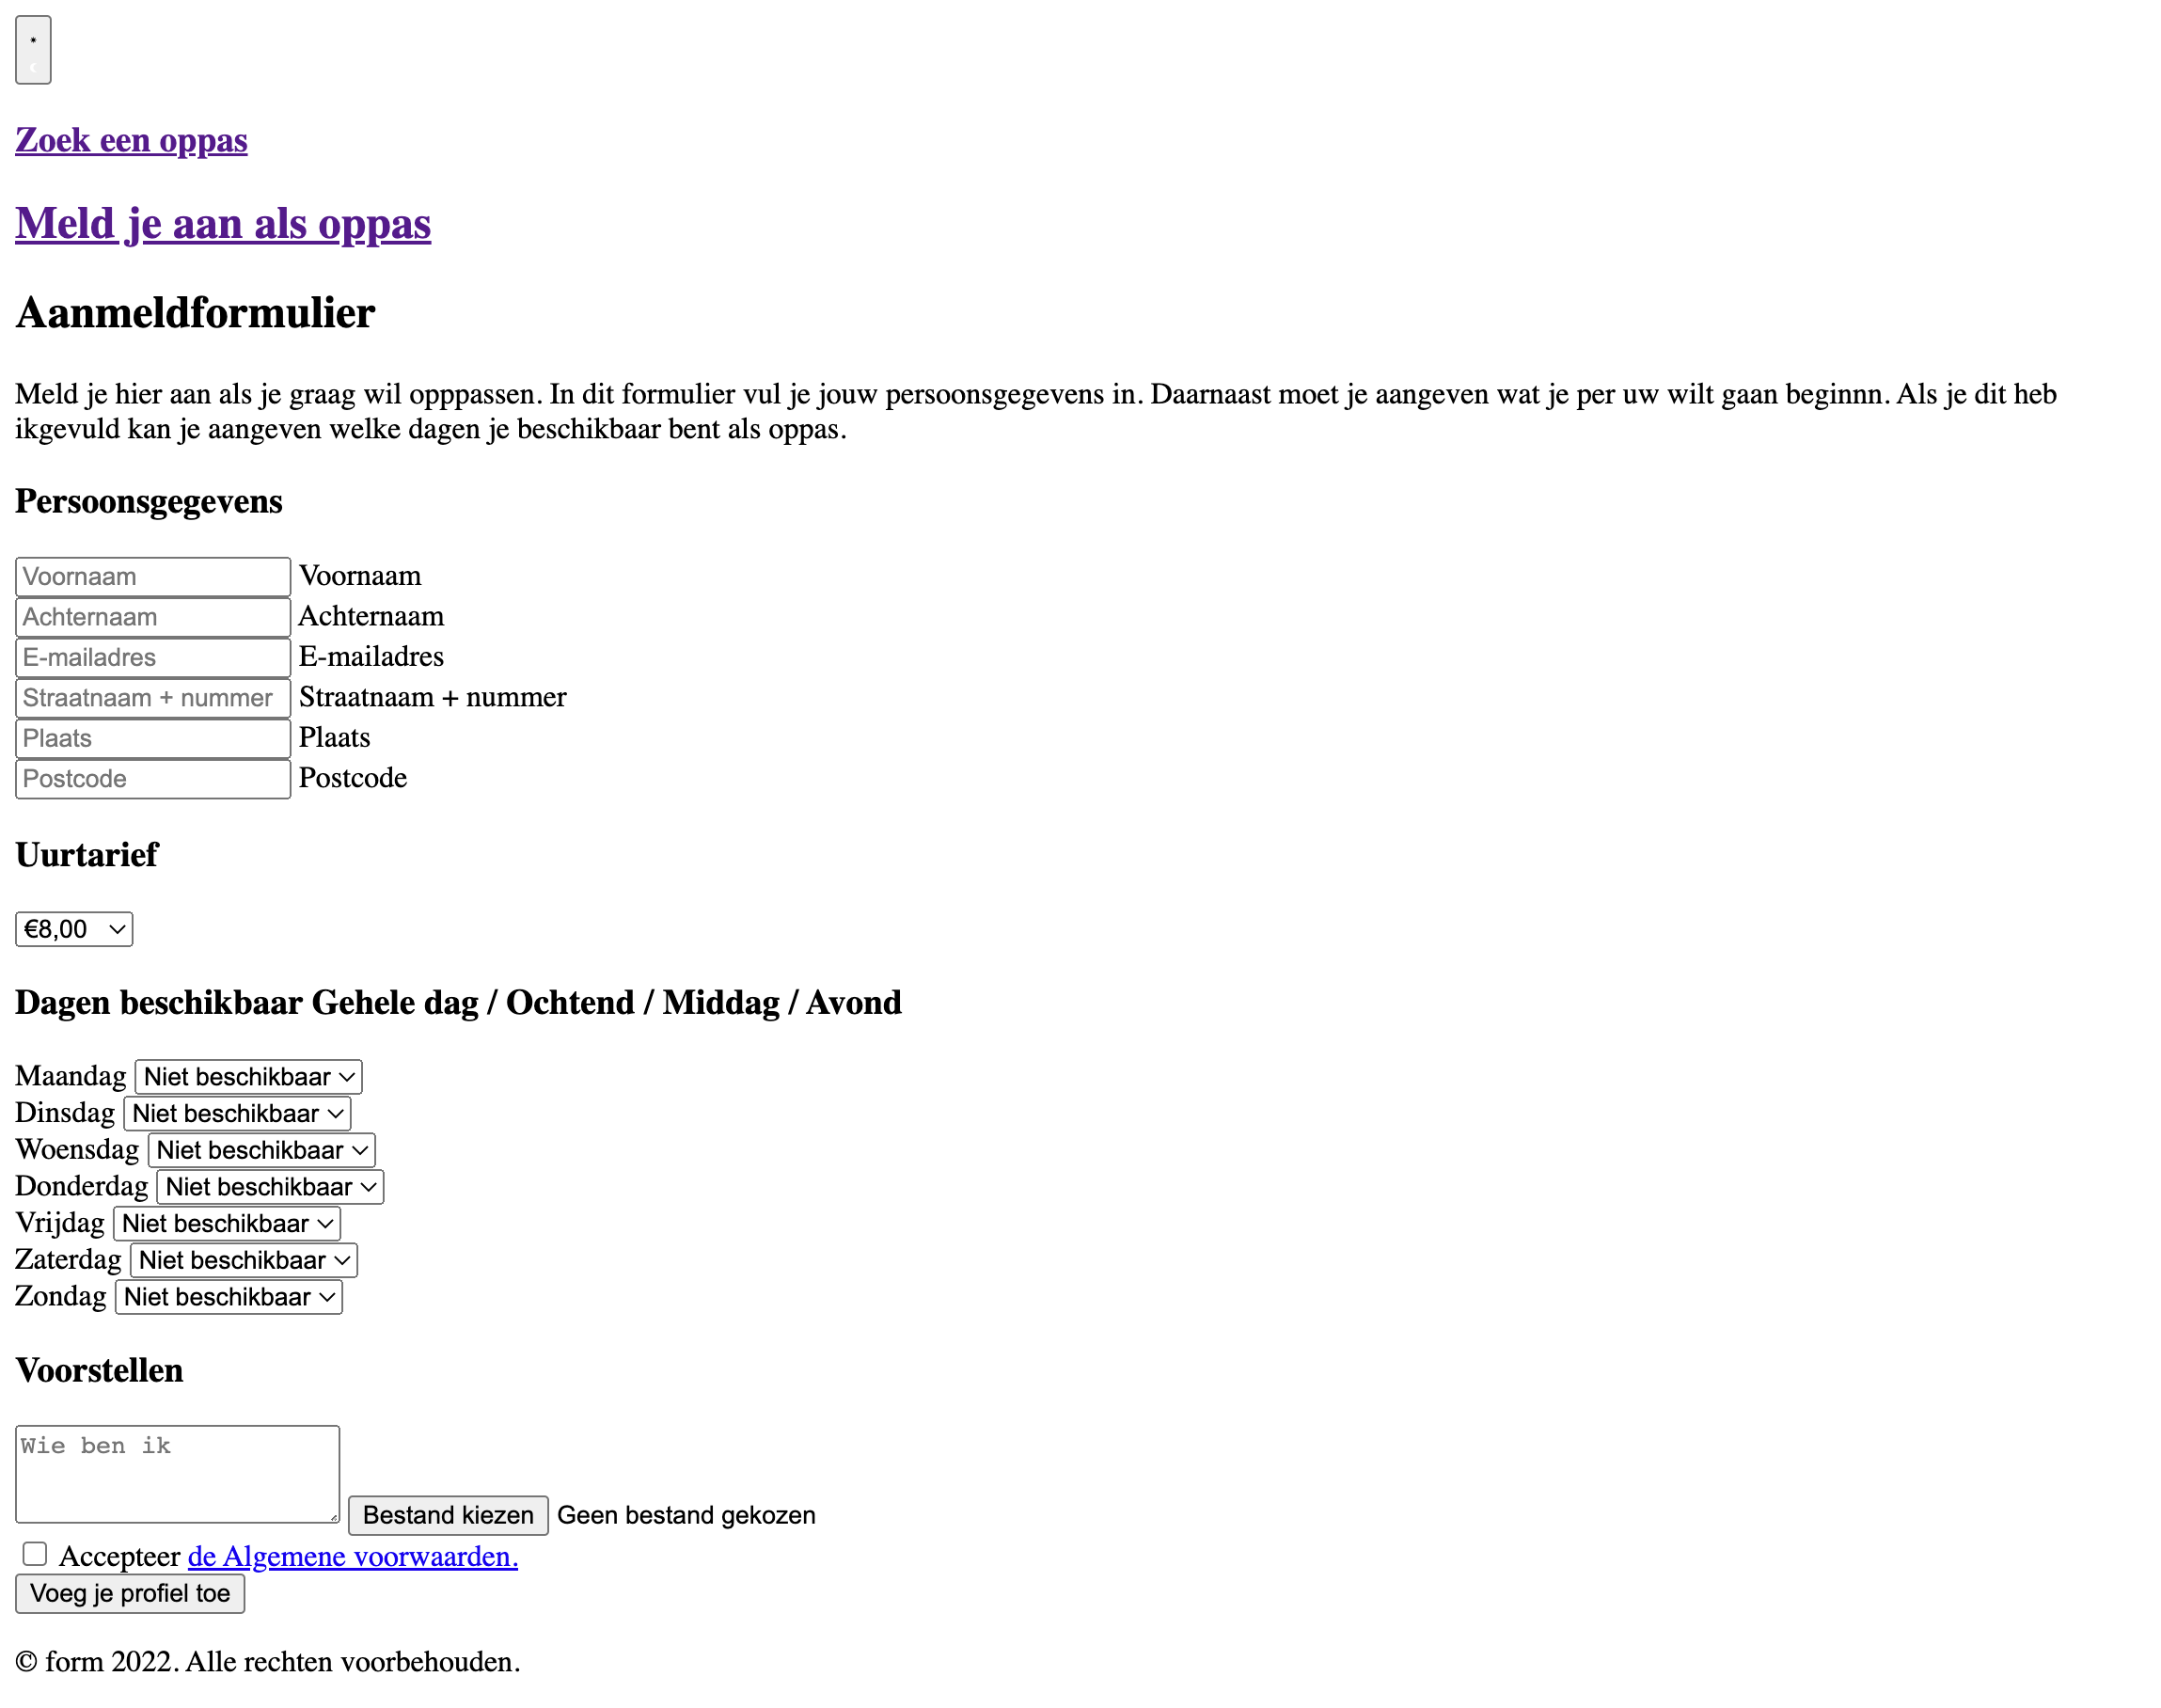 Zoek een oppas
Meld je aan als oppas
Aanmeldformulier
Meld je hier aan als je graag wil opppassen. In dit formulier vul je jouw persoonsgegevens in. Daarnaast moet je aangeven wat je per uw wilt gaan beginnn. Als je dit heb
ikgevuld kan je aangeven welke dagen je beschikbaar bent als oppas.
Persoonsgegevens
Voornaam Voornaam
Achternaam Achternaam
E-mailadres E-mailadres
Straatnaam + nummer Straatnaam + nummer
Plaats Plaats
Postcode Postcode
Uurtarief
€8,00
Dagen beschikbaar Gehele dag / Ochtend / Middag / Avond
Maandag Niet beschikbaar
Dinsdag Niet beschikbaar
Woensdag Niet beschikbaar
Donderdag Niet beschikbaar
Vrijdag Niet beschikbaar
Zaterdag Niet beschikbaar
Zondag Niet beschikbaar
Voorstellen
Wie ben ik
Bestand kiezen Geen bestand gekozen
Accepteer de Algemene voorwaarden.
Voeg je profiel toe
© form 2022. Alle rechten voorbehouden.